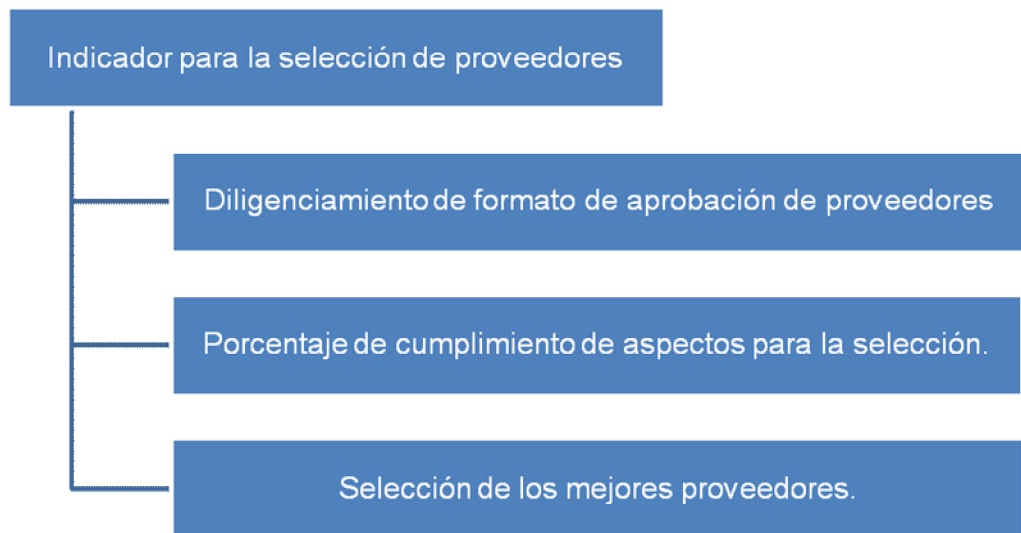 Indicador para la selección de proveedores
Diligenciamiento de formato de aprobación de proveedores
Porcentaje de cumplimiento de aspectos para la selección.
Selección de los mejores proveedores.